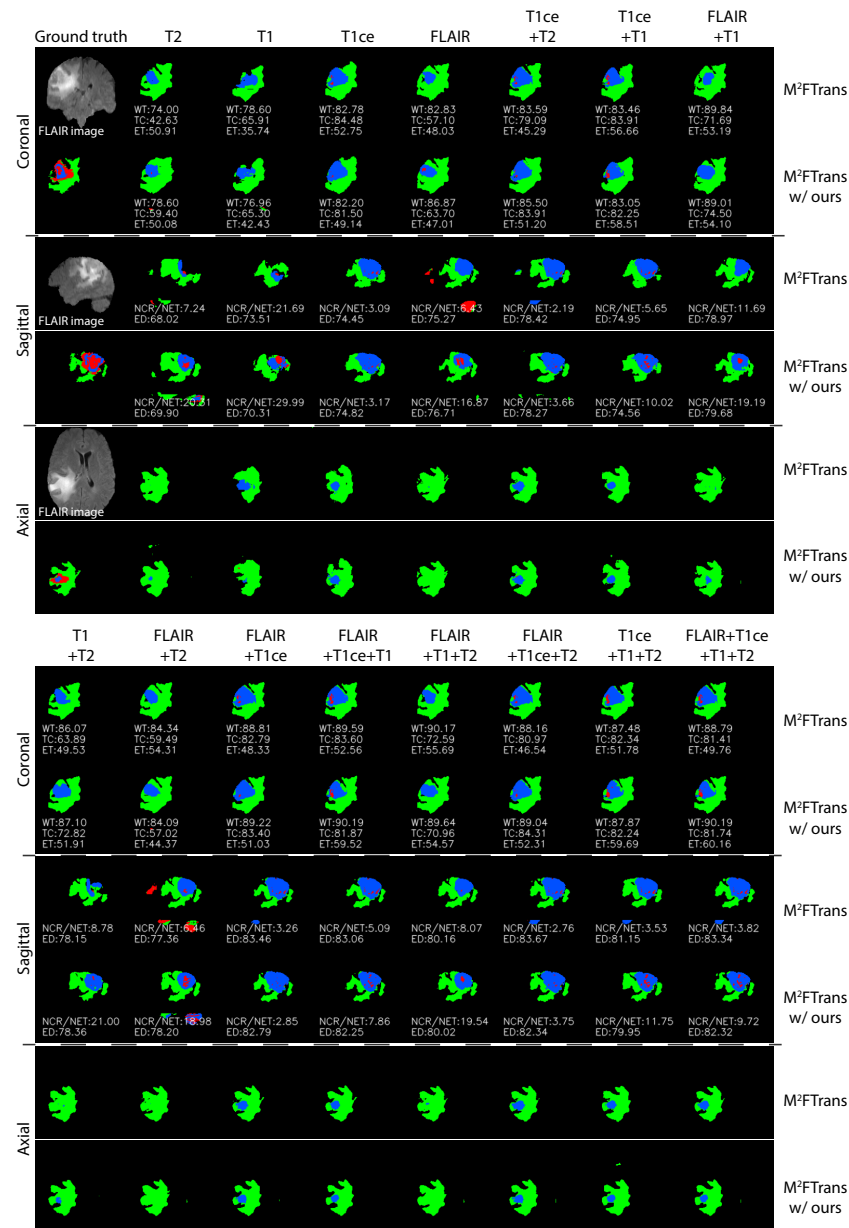 Ground truth T2 T1 T1ce FLAIR T1ce +T2 T1ce +T1 FLAIR +T1
Coronal
FLAIR image
WT:74.00 WT:78.60 WT:82.78 WT:82.83 WT:83.59 WT:83.46 WT:89.84
TC:42.63 TC:65.91 TC:84.48 TC:57.10 TC:79.09 TC:83.91 TC:71.69
ET:50.91 ET:35.74 ET:52.75 ET:48.03 ET:45.29 ET:56.66 ET:53.19
M²FTrans
WT:78.60 WT:76.96 WT:82.20 WT:86.87 WT:85.50 WT:83.05 WT:89.01
TC:59.40 TC:65.30 TC:81.50 TC:63.70 TC:83.91 TC:82.25 TC:74.50
ET:50.08 ET:42.43 ET:49.14 ET:47.01 ET:51.20 ET:58.51 ET:54.10
M²FTrans
w/ ours
Sagittal
FLAIR image
NCR/NET:7.24 NCR/NET:21.69 NCR/NET:3.09 NCR/NET:6.43 NCR/NET:2.19 NCR/NET:5.65 NCR/NET:11.69
ED:68.02 ED:73.51 ED:74.45 ED:75.27 ED:78.42 ED:74.95 ED:78.97
M²FTrans
NCR/NET:20.21 NCR/NET:29.99 NCR/NET:3.17 NCR/NET:16.87 NCR/NET:3.66 NCR/NET:10.02 NCR/NET:19.19
ED:69.90 ED:70.31 ED:74.82 ED:76.71 ED:78.27 ED:74.56 ED:79.68
M²FTrans
w/ ours
Axial
FLAIR image
M²FTrans
M²FTrans
w/ ours
T1 +T2 FLAIR +T2 FLAIR +T1ce FLAIR +T1ce+T1 FLAIR +T1+T2 FLAIR +T1ce+T2 T1ce +T1+T2 FLAIR+T1ce +T1+T2
Coronal
WT:86.07 WT:84.34 WT:88.81 WT:89.59 WT:90.17 WT:88.16 WT:87.48 WT:88.79
TC:63.89 TC:59.49 TC:82.79 TC:83.60 TC:72.59 TC:80.97 TC:82.34 TC:81.41
ET:49.53 ET:54.31 ET:48.33 ET:52.56 ET:55.69 ET:46.54 ET:51.78 ET:49.76
M²FTrans
WT:87.10 WT:84.09 WT:89.22 WT:90.19 WT:89.64 WT:89.04 WT:87.87 WT:90.19
TC:72.82 TC:57.02 TC:83.40 TC:81.87 TC:70.96 TC:84.31 TC:82.24 TC:81.74
ET:51.91 ET:44.37 ET:51.03 ET:59.52 ET:54.57 ET:52.31 ET:59.69 ET:60.16
M²FTrans
w/ ours
Sagittal
NCR/NET:8.78 NCR/NET:6.46 NCR/NET:3.26 NCR/NET:5.09 NCR/NET:8.07 NCR/NET:2.76 NCR/NET:3.53 NCR/NET:3.82
ED:78.15 ED:77.36 ED:83.46 ED:83.06 ED:80.16 ED:83.67 ED:81.15 ED:83.34
M²FTrans
NCR/NET:21.00 NCR/NET:18.98 NCR/NET:2.85 NCR/NET:7.86 NCR/NET:19.54 NCR/NET:3.75 NCR/NET:11.75 NCR/NET:9.72
ED:78.36 ED:78.20 ED:82.79 ED:82.25 ED:80.02 ED:82.34 ED:79.95 ED:82.32
M²FTrans
w/ ours
Axial
M²FTrans
M²FTrans
w/ ours